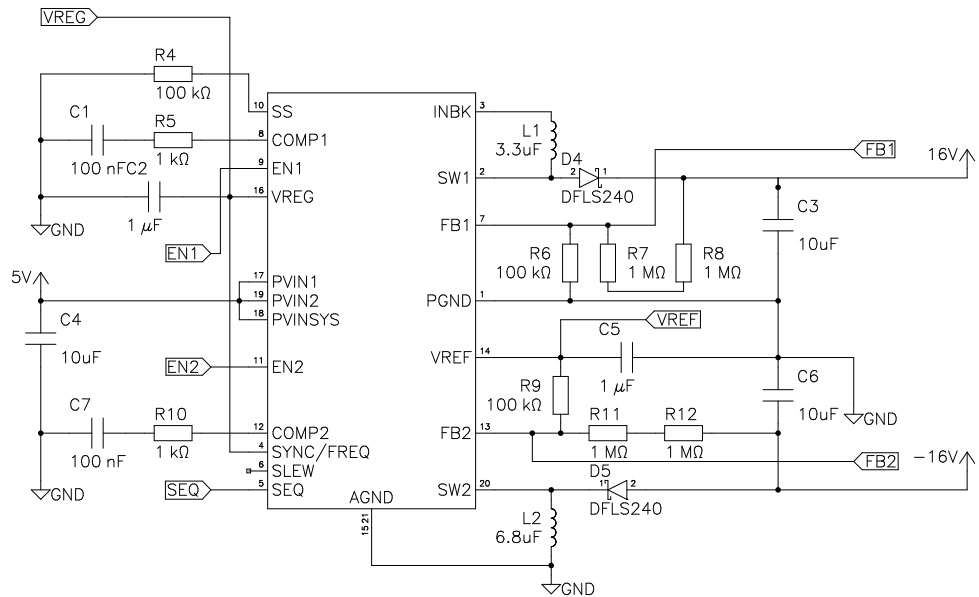 VREG
R4
100 kΩ
10 SS
INBK 3
C1
R5
8 COMP1
L1
3.3uF
100 nF
1 kΩ
C2
9 EN1
D4
FB1
16V
SW1 2
2 1
DFLS240
16 VREG
1 μF
GND
C3
10uF
FB1 7
EN1
R6
100 kΩ
R7
1 MΩ
R8
1 MΩ
5V
17 PVIN1
19 PVIN2
18 PVINSYS
PGND 1
C4
10uF
VREF
C5
1 μF
VREF 14
EN2
11 EN2
R9
100 kΩ
C6
10uF
GND
C7
100 nF
R10
1 kΩ
12 COMP2
4 SYNC/FREQ
6 SLEW
5 SEQ
FB2 13
R11
1 MΩ
R12
1 MΩ
FB2
-16V
SEQ
GND
SW2 20
D5
1 2
DFLS240
AGND
15 21
L2
6.8uF
GND